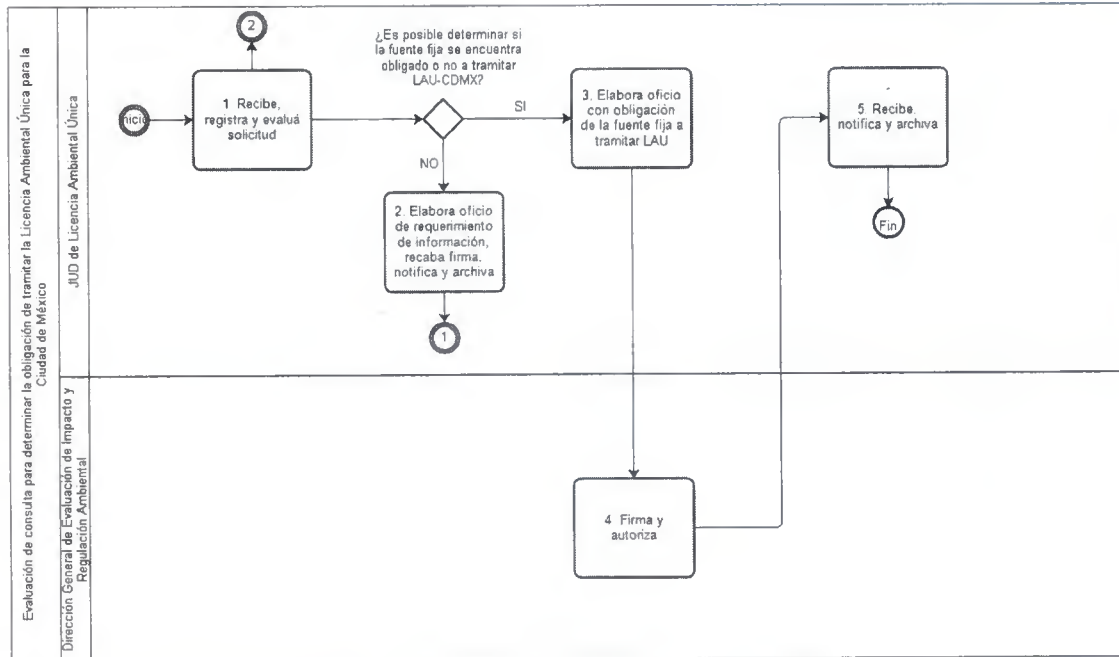 Evaluación de consulta para determinar la obligación de tramitar la Licencia Ambiental Única para la
Ciudad de México
JUD de Licencia Ambiental Única
2
Inicio
1 Recibe,
registra y evaluá
solicitud
¿Es posible determinar si
la fuente fija se encuentra
obligado o no a tramitar
LAU-CDMX?
SI
NO
2. Elabora oficio
de requerimiento
de información,
recaba firma.
notifica y archiva
1
3. Elabora oficio
con obligación
de la fuente fija a
tramitar LAU
5. Recibe,
notifica y archiva
Fin
Dirección General de Evaluación de Impacto y
Regulación Ambiental
4 Firma y
autoriza